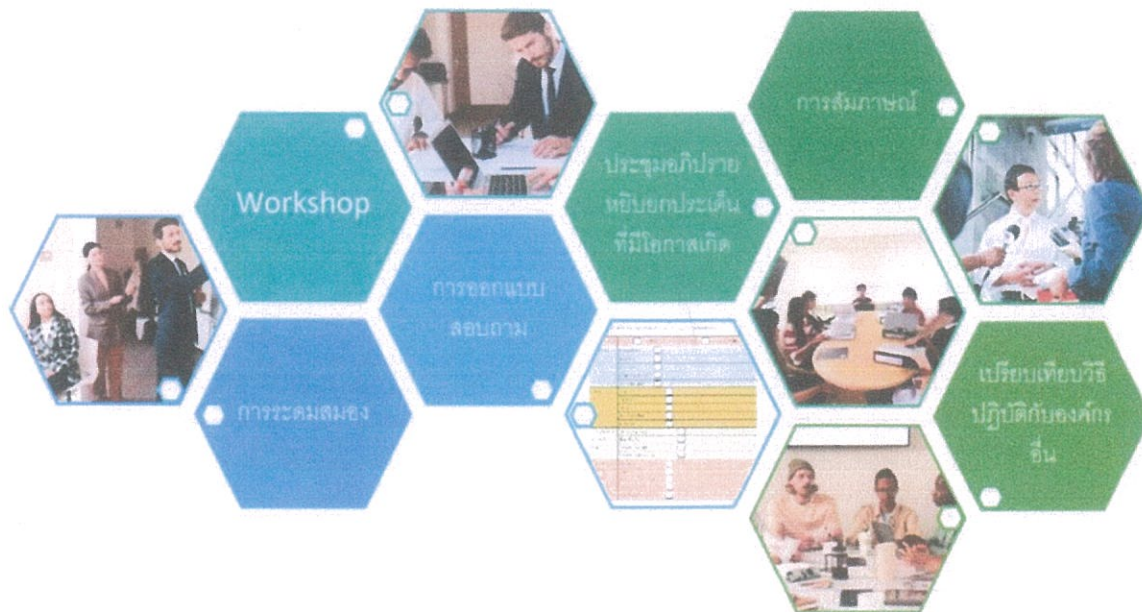 Workshop
การระดมสมอง
การออกแบบ
สอบถาม
ประชุมอภิปราย
หยิบยกประเด็น
ที่มีโอกาสเกิด
การสัมภาษณ์
เปรียบเทียบวิธี
ปฏิบัติกับองค์กร
อื่น